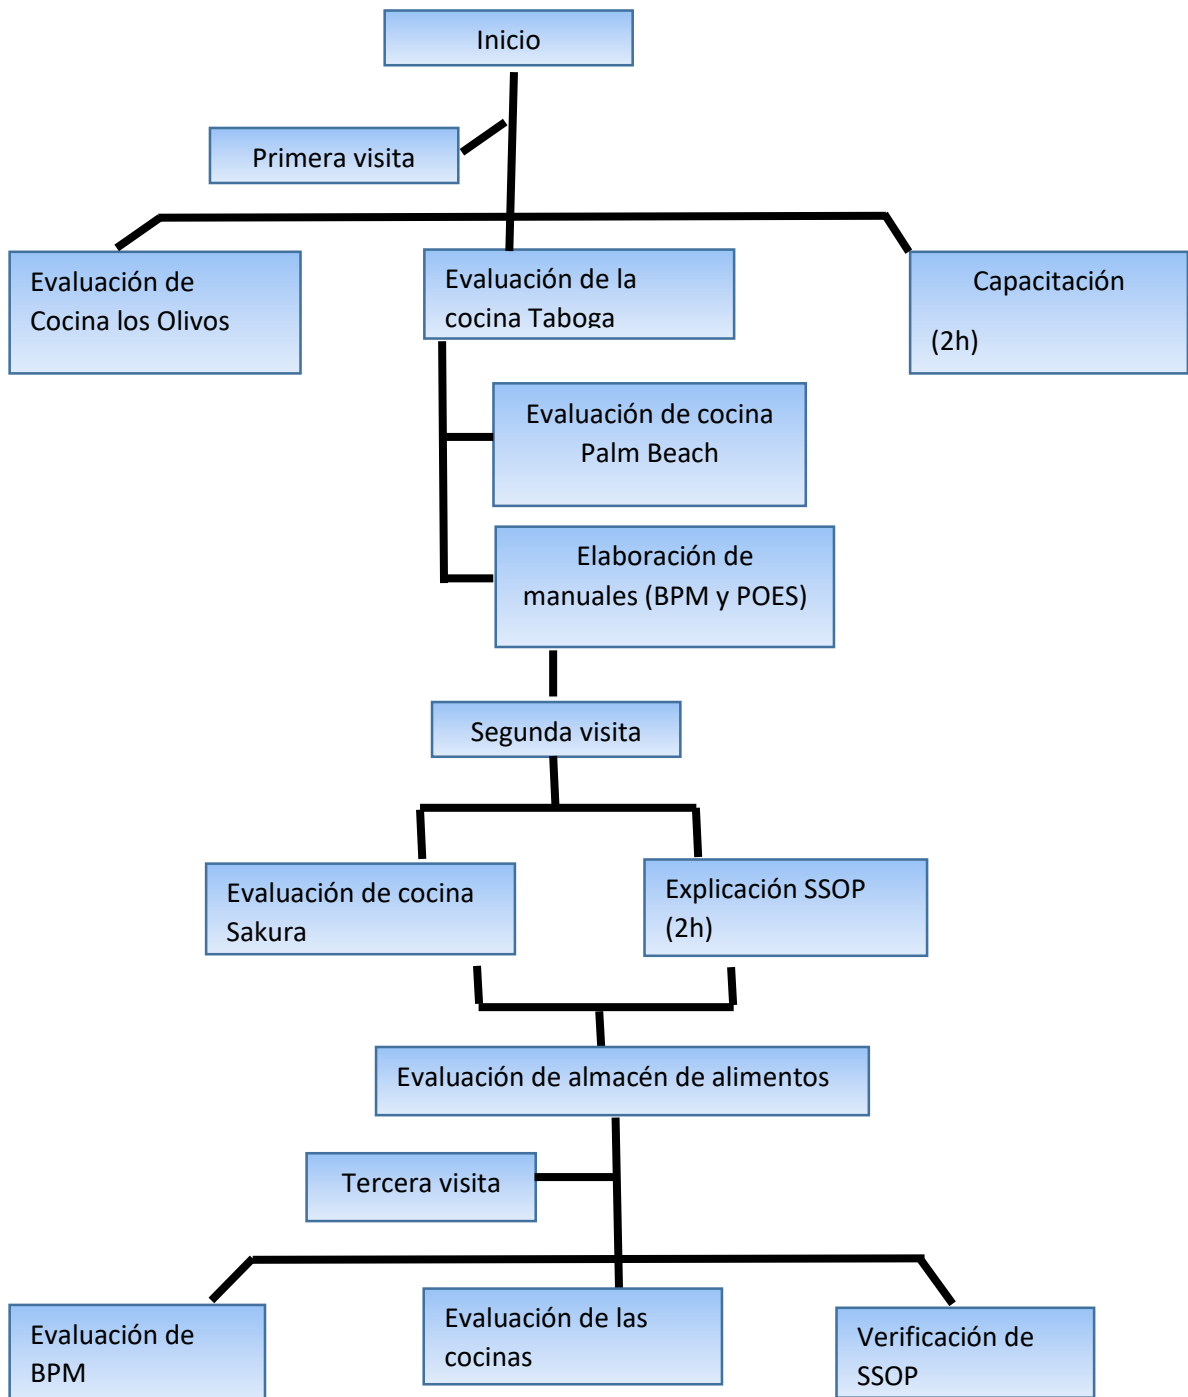 Inicio
Primera visita
Evaluación de
Cocina los Olivos
Evaluación de la
cocina Taboga
Capacitación
(2h)
Evaluación de cocina
Palm Beach
Elaboración de
manuales (BPM y POES)
Segunda visita
Evaluación de cocina
Sakura
Explicación SSOP
(2h)
Evaluación de almacén de alimentos
Tercera visita
Evaluación de
BPM
Evaluación de las
cocinas
Verificación de
SSOP